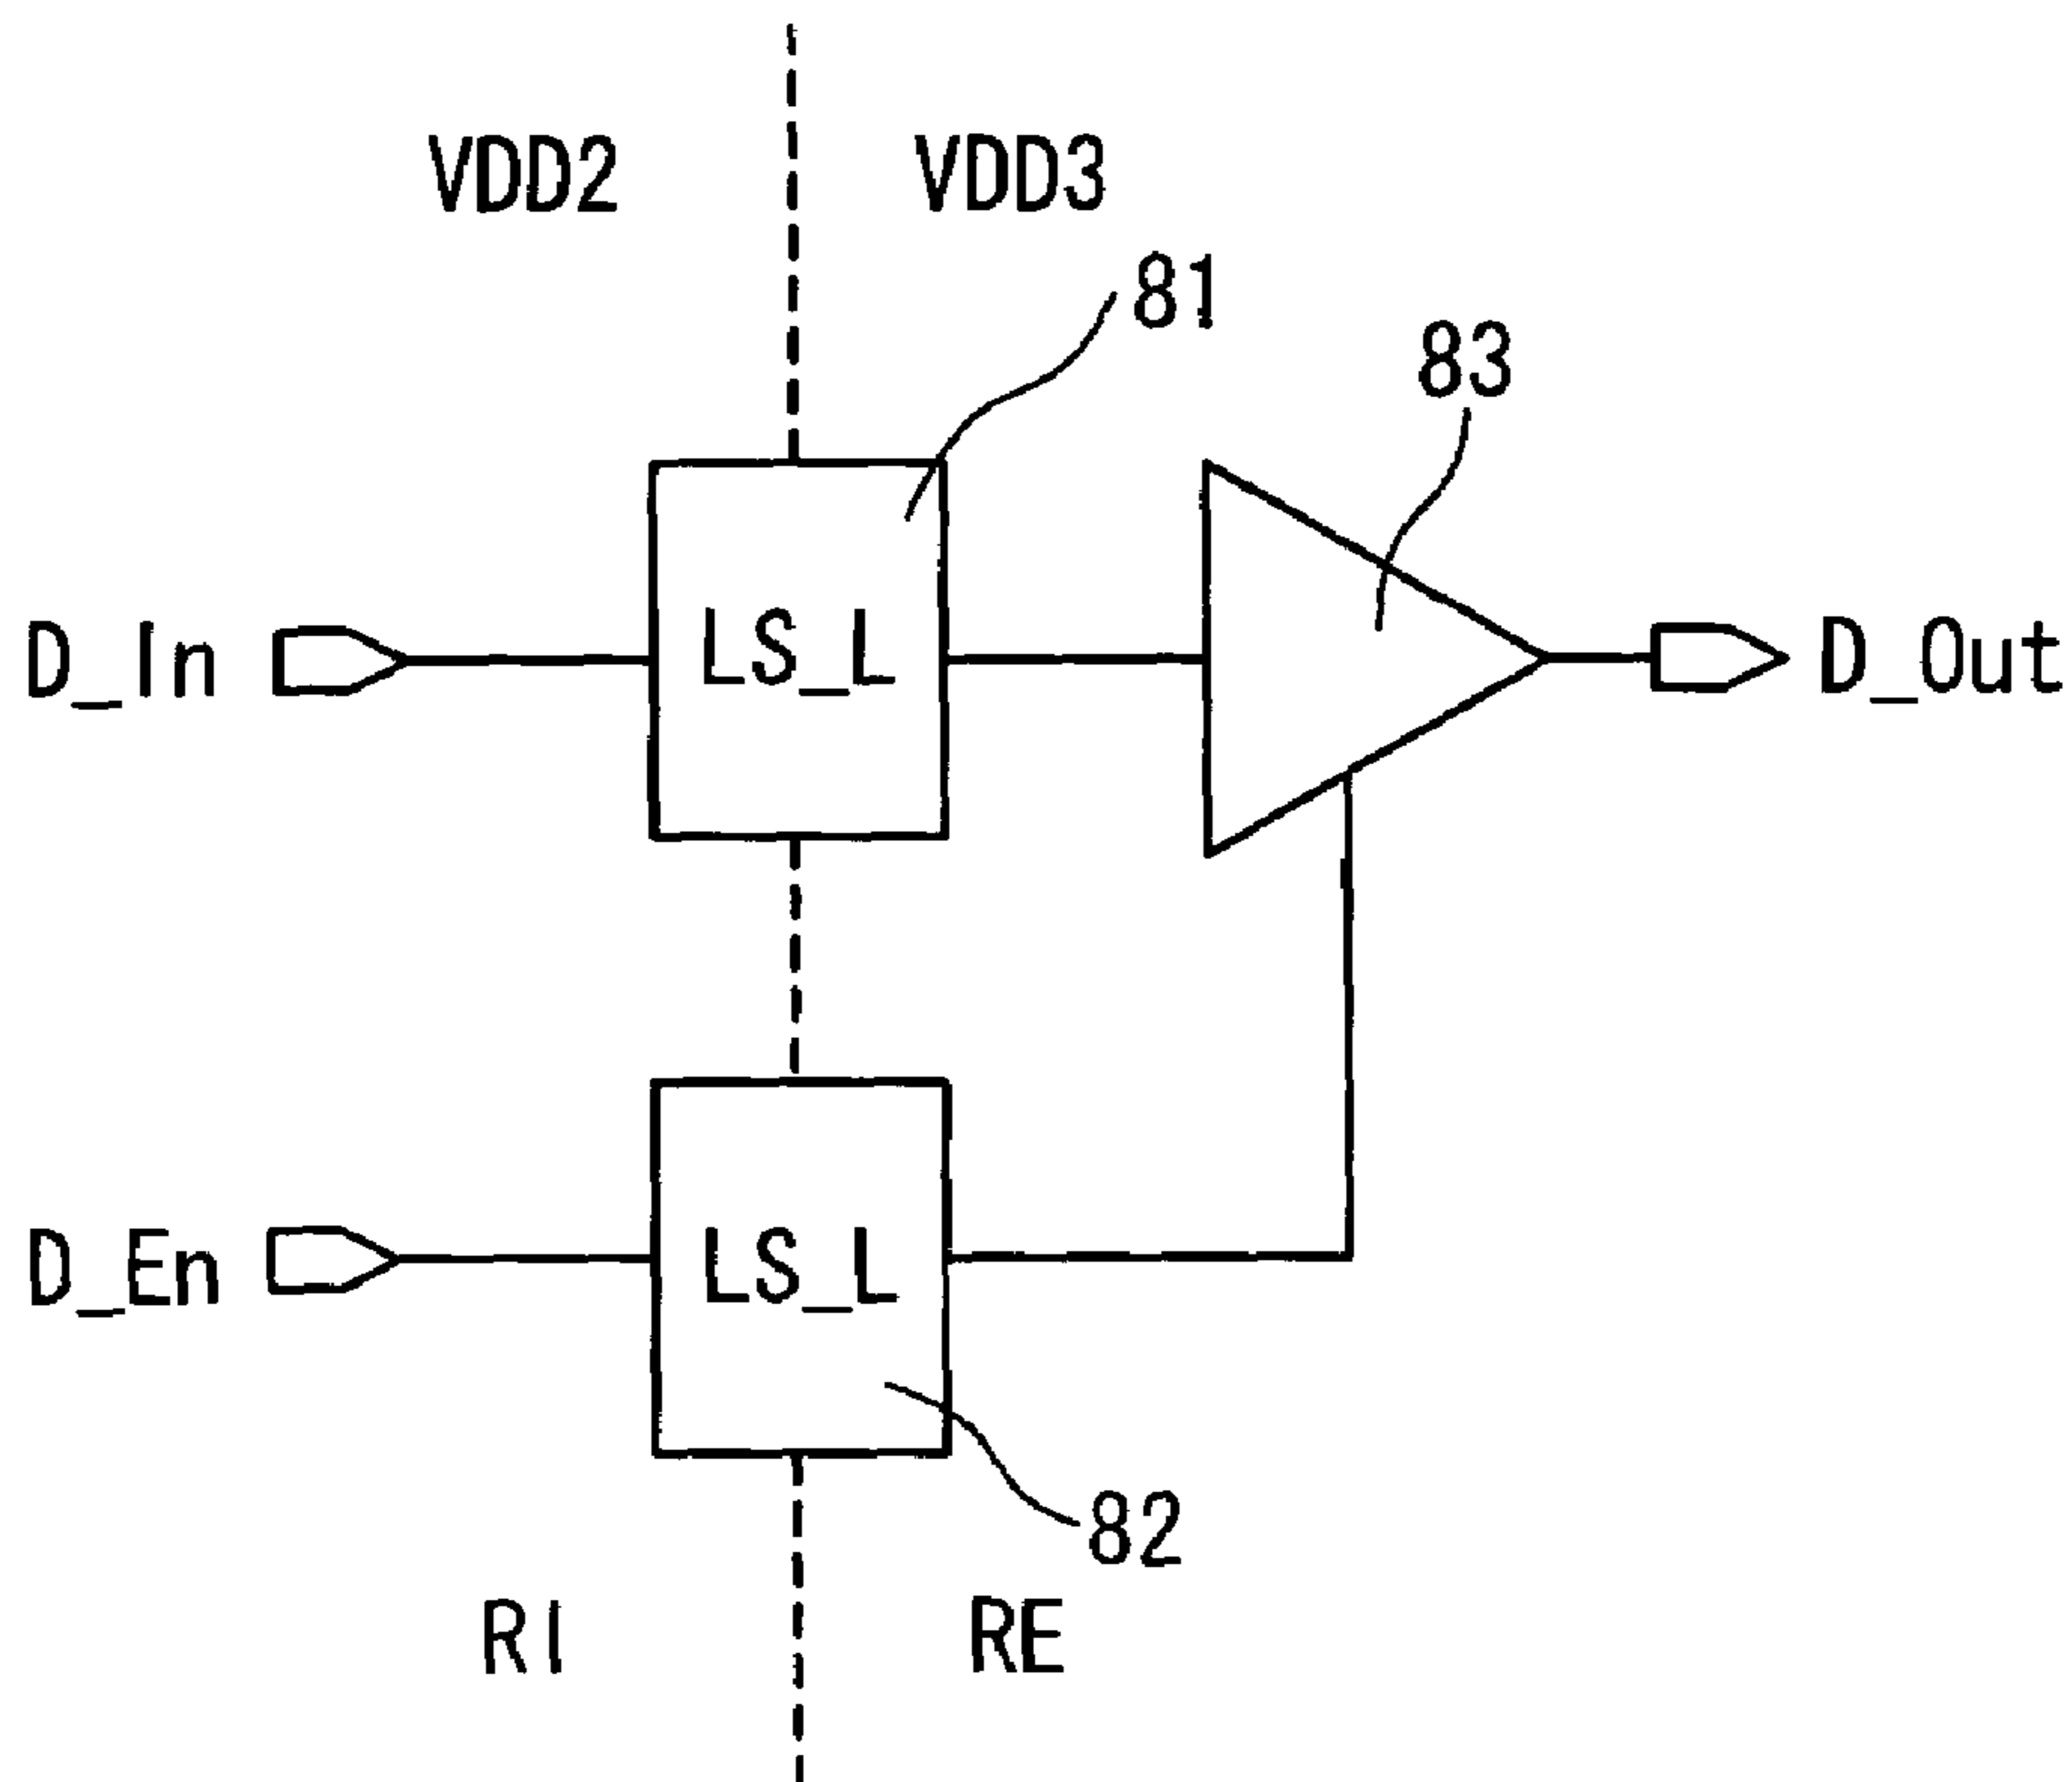 VDD2 VDD3
81
83
D_In LS_L D_Out
D_En LS_L
82
RI RE